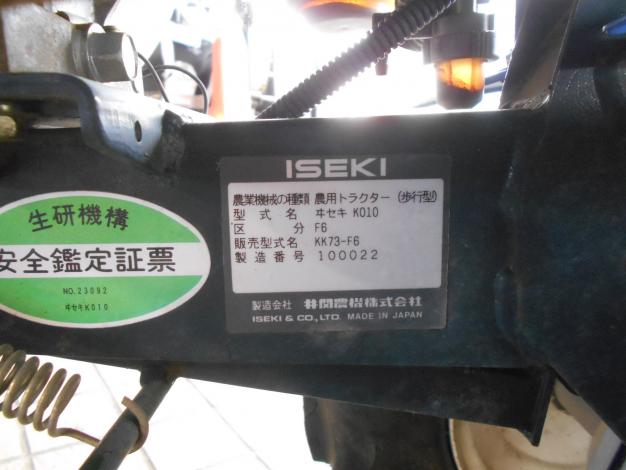 ISEKI
農業機械の種類 農用トラクター (歩行型)
型式名 ヰセキ K010
区分 F6
販売型式名 KK73-F6
製造番号 100022
製造会社 井関農機株式会社
ISEKI & CO., LTD. MADE IN JAPAN
生研機構
安全鑑定証票
NO.23092
ヰセキK010